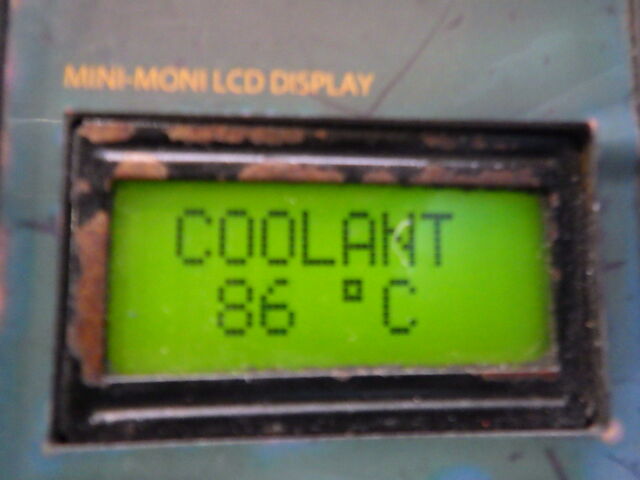 MINI-MONI LCD DISPLAY
COOLANT
86 °C